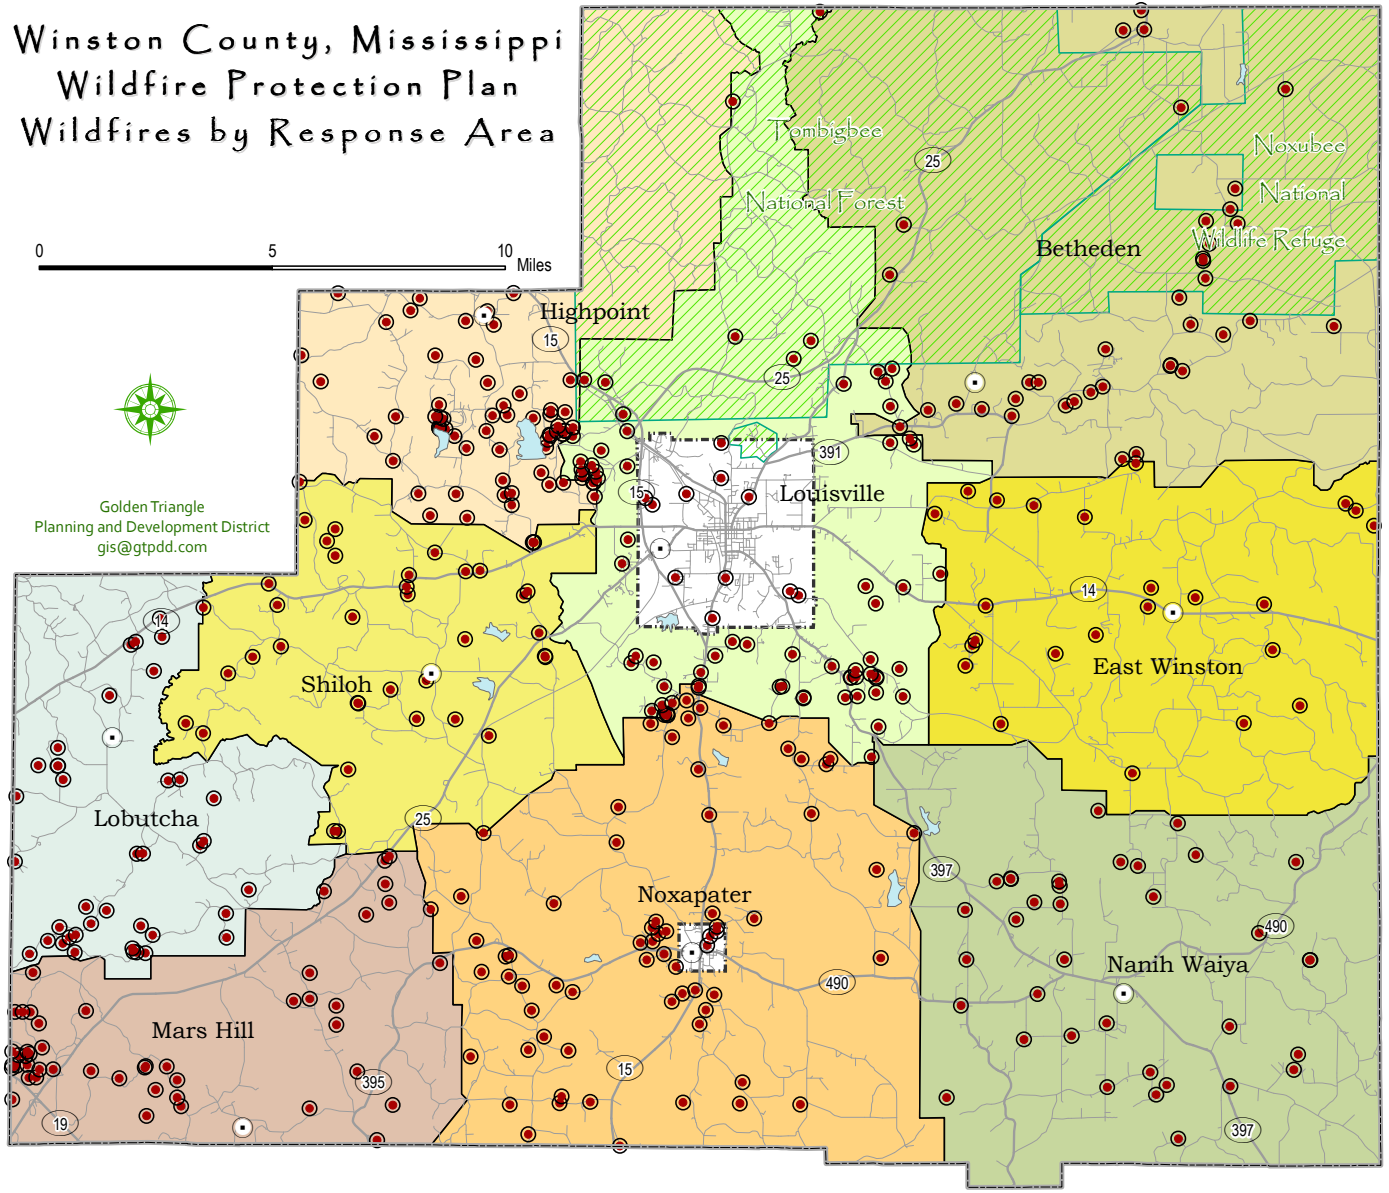 Winston County, Mississippi
Wildfire Protection Plan
Wildfires by Response Area
0 5 10 Miles
Tombigbee
National Forest
Noxubee
National
Wildlife Refuge
25
Betheden
Highpoint
15
25
391
Louisville
15
Golden Triangle
Planning and Development District
gis@gtpdd.com
14
14
East Winston
Shiloh
Lobutcha
25
397
Noxapater
490
Nanih Waiya
490
Mars Hill
15
395
19
397